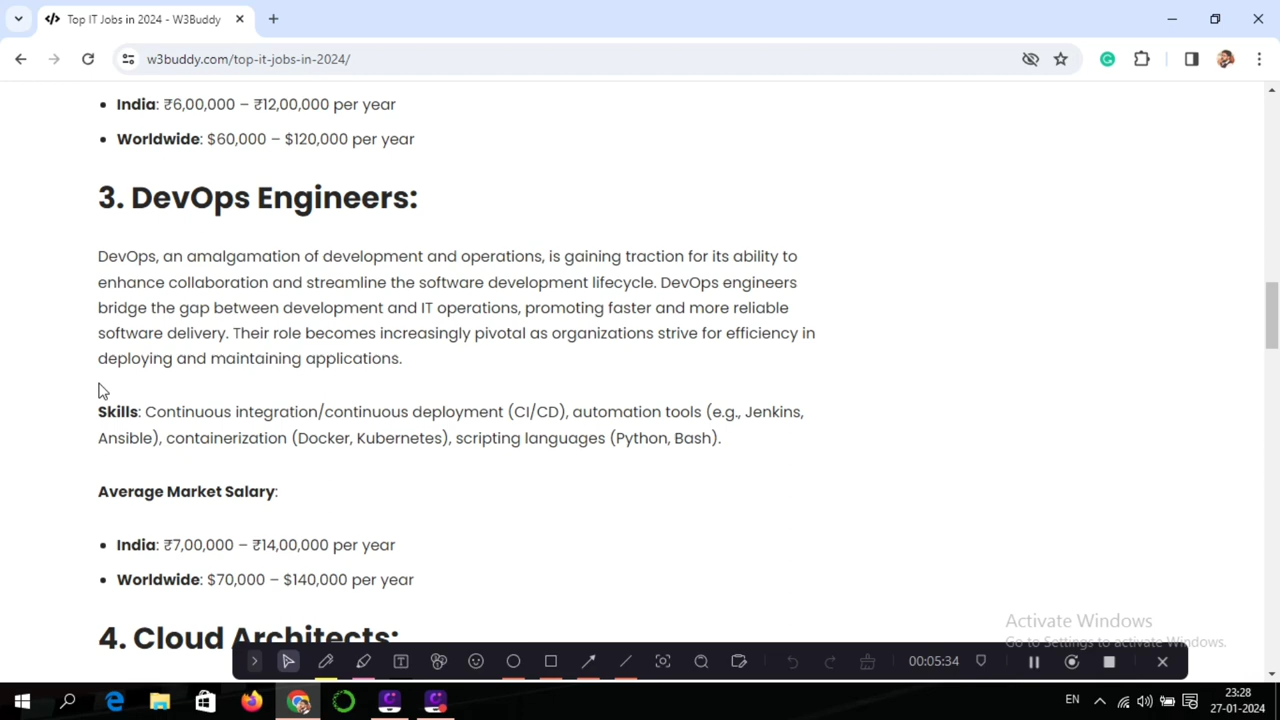 Top IT Jobs in 2024 - W3Buddy
w3buddy.com/top-it-jobs-in-2024/
India: ₹6,00,000 – ₹12,00,000 per year
Worldwide: $60,000 – $120,000 per year
3. DevOps Engineers:
DevOps, an amalgamation of development and operations, is gaining traction for its ability to
enhance collaboration and streamline the software development lifecycle. DevOps engineers
bridge the gap between development and IT operations, promoting faster and more reliable
software delivery. Their role becomes increasingly pivotal as organizations strive for efficiency in
deploying and maintaining applications.
Skills: Continuous integration/continuous deployment (CI/CD), automation tools (e.g., Jenkins,
Ansible), containerization (Docker, Kubernetes), scripting languages (Python, Bash).
Average Market Salary:
India: ₹7,00,000 – ₹14,00,000 per year
Worldwide: $70,000 – $140,000 per year
4. Cloud Architects:
Activate Windows
Go to Settings to activate Windows.
00:05:34
EN
23:28
27-01-2024